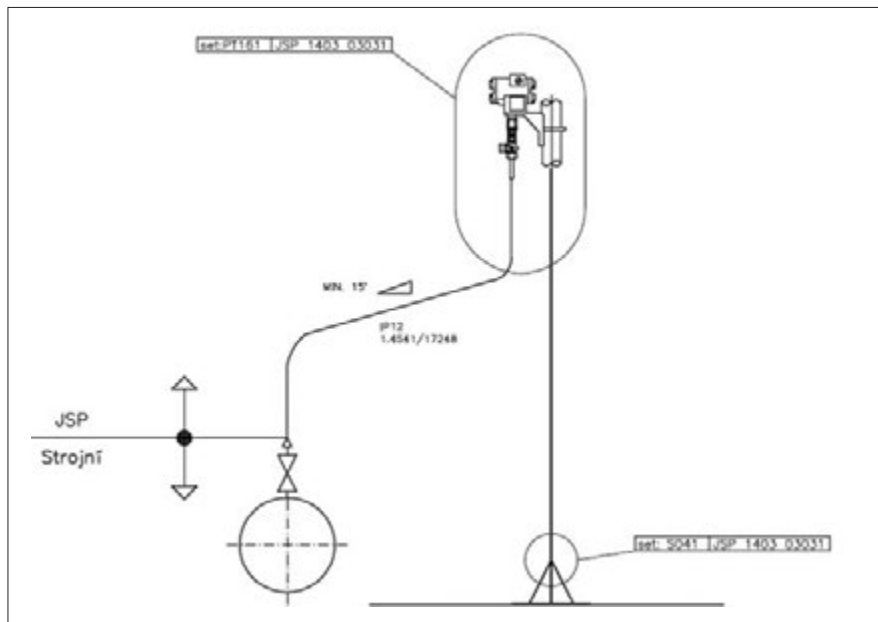 set:PT161 JSP 1403 03031
MIN. 15°
IP12
1.4541/17248
JSP
Strojní
set: S041 JSP 1403 03031